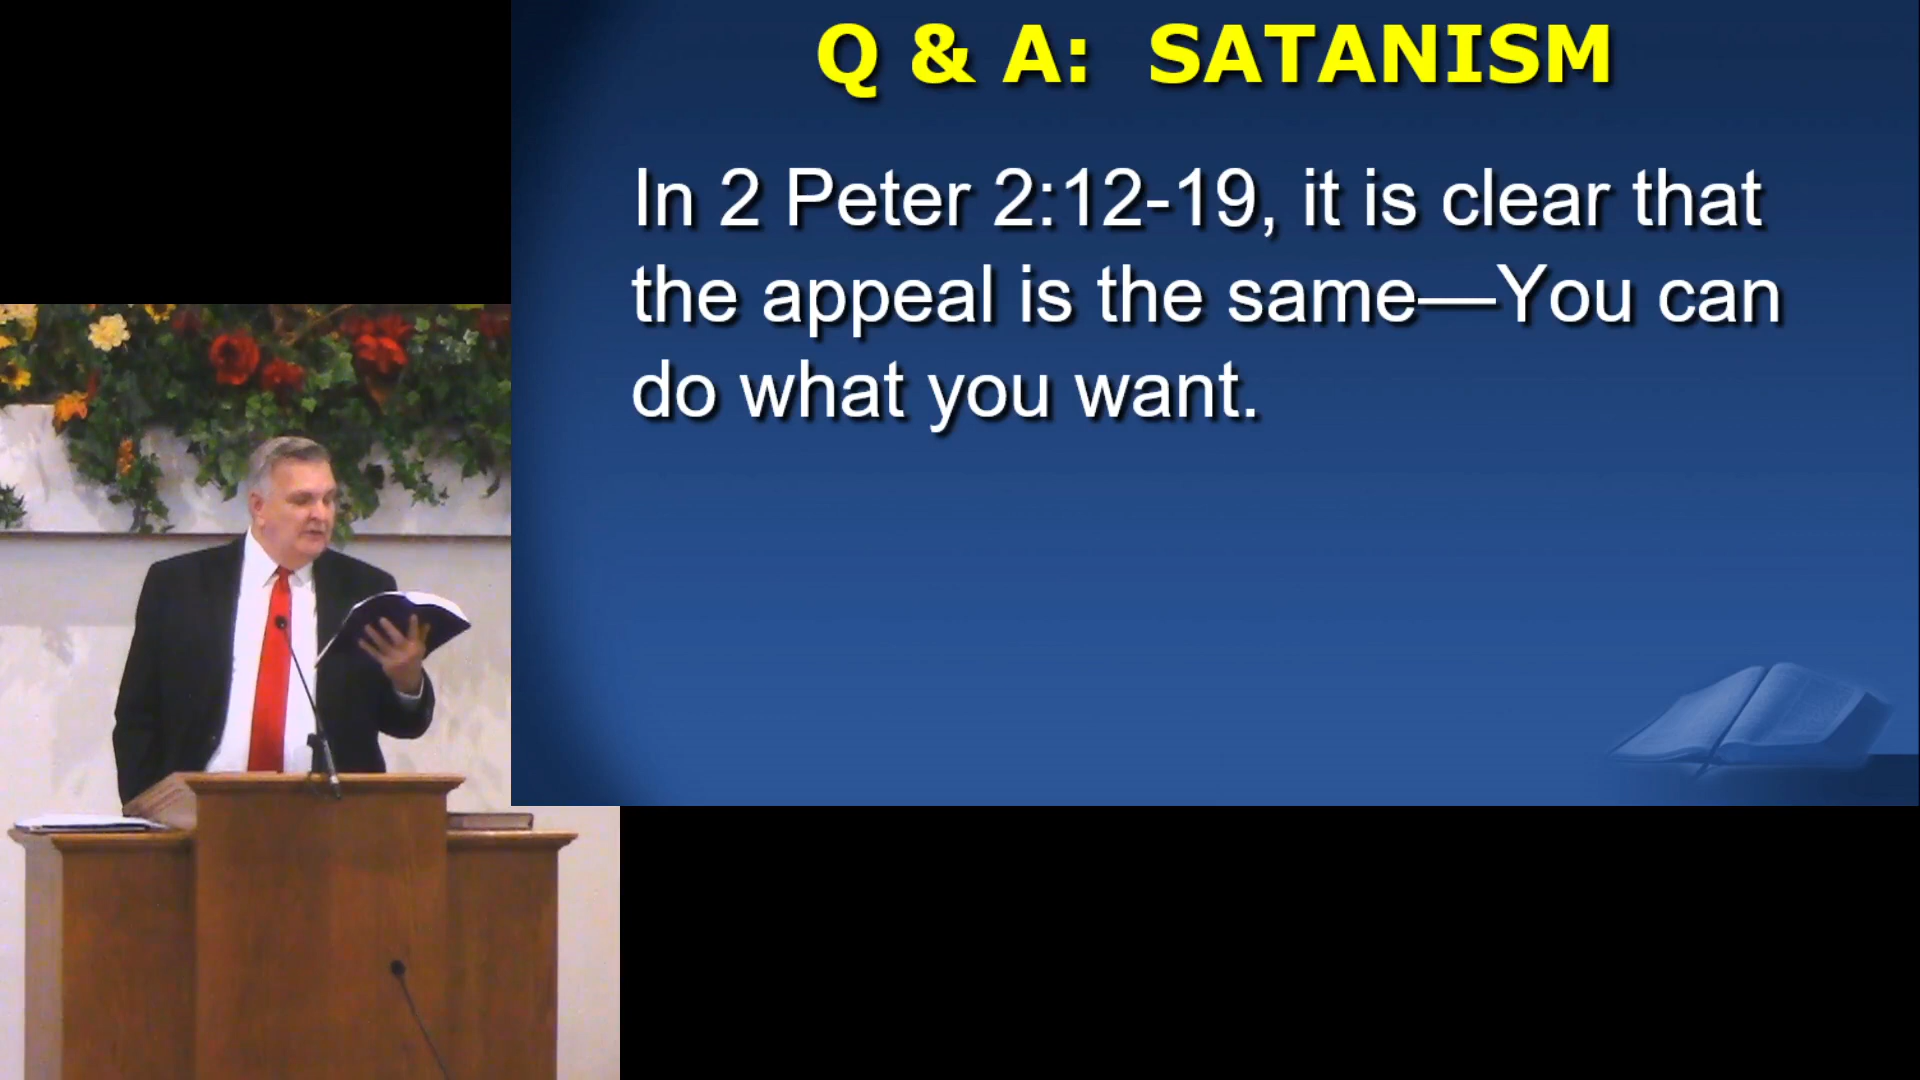 Q & A: SATANISM
In 2 Peter 2:12-19, it is clear that
the appeal is the same—You can
do what you want.